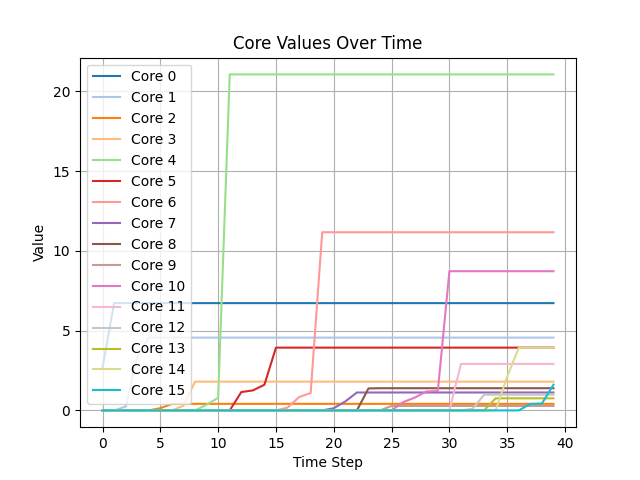 Core Values Over Time
Core 0
Core 1
Core 2
Core 3
Core 4
Core 5
Core 6
Core 7
Core 8
Core 9
Core 10
Core 11
Core 12
Core 13
Core 14
Core 15
20
15
10
5
0
Value
0 5 10 15 20 25 30 35 40
Time Step